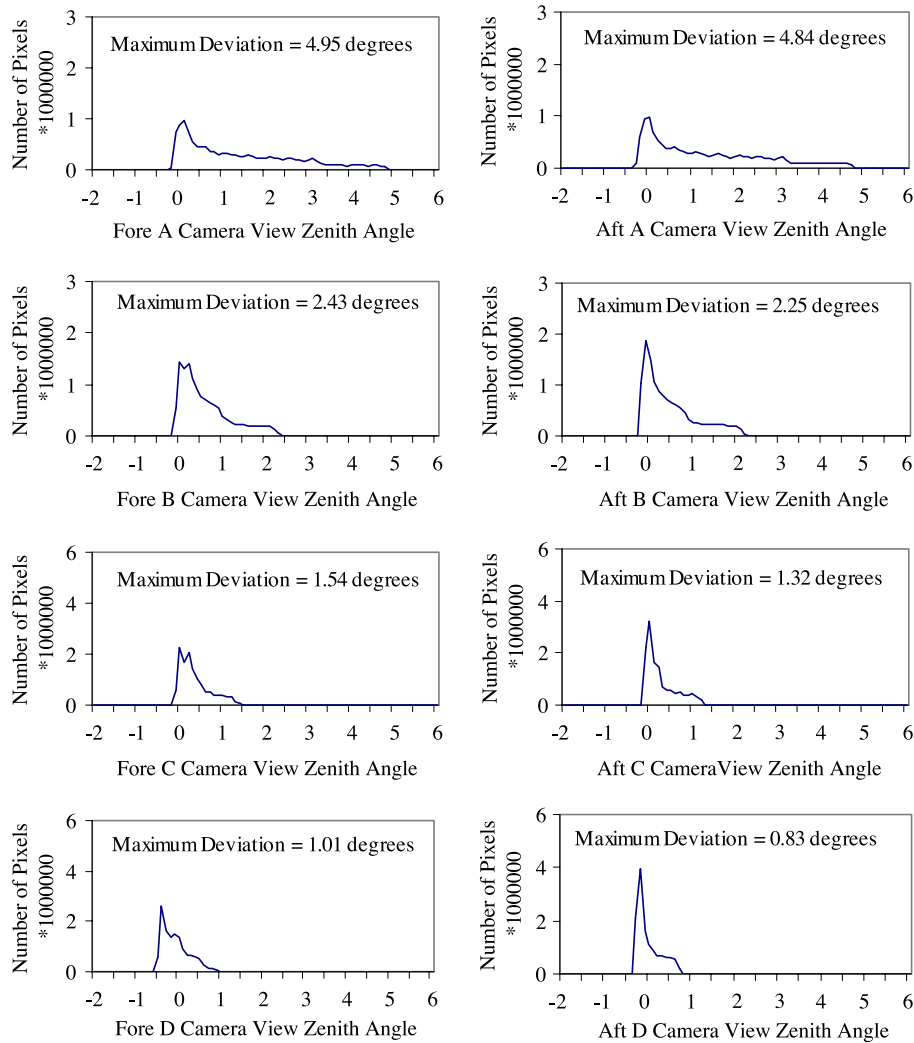 Number of Pixels
*1000000
3
2
1
0
Maximum Deviation = 4.95 degrees
-2 -1 0 1 2 3 4 5 6
Fore A Camera View Zenith Angle
Number of Pixels
*1000000
3
2
1
0
Maximum Deviation = 4.84 degrees
-2 -1 0 1 2 3 4 5 6
Aft A Camera View Zenith Angle
Number of Pixels
*1000000
3
2
1
0
Maximum Deviation = 2.43 degrees
-2 -1 0 1 2 3 4 5 6
Fore B Camera View Zenith Angle
Number of Pixels
*1000000
3
2
1
0
Maximum Deviation = 2.25 degrees
-2 -1 0 1 2 3 4 5 6
Aft B Camera View Zenith Angle
Number of Pixels
*1000000
6
4
2
0
Maximum Deviation = 1.54 degrees
-2 -1 0 1 2 3 4 5 6
Fore C Camera View Zenith Angle
Number of Pixels
*1000000
6
4
2
0
Maximum Deviation = 1.32 degrees
-2 -1 0 1 2 3 4 5 6
Aft C CameraView Zenith Angle
Number of Pixels
*1000000
6
4
2
0
Maximum Deviation = 1.01 degrees
-2 -1 0 1 2 3 4 5 6
Fore D Camera View Zenith Angle
Number of Pixels
*1000000
6
4
2
0
Maximum Deviation = 0.83 degrees
-2 -1 0 1 2 3 4 5 6
Aft D Camera View Zenith Angle